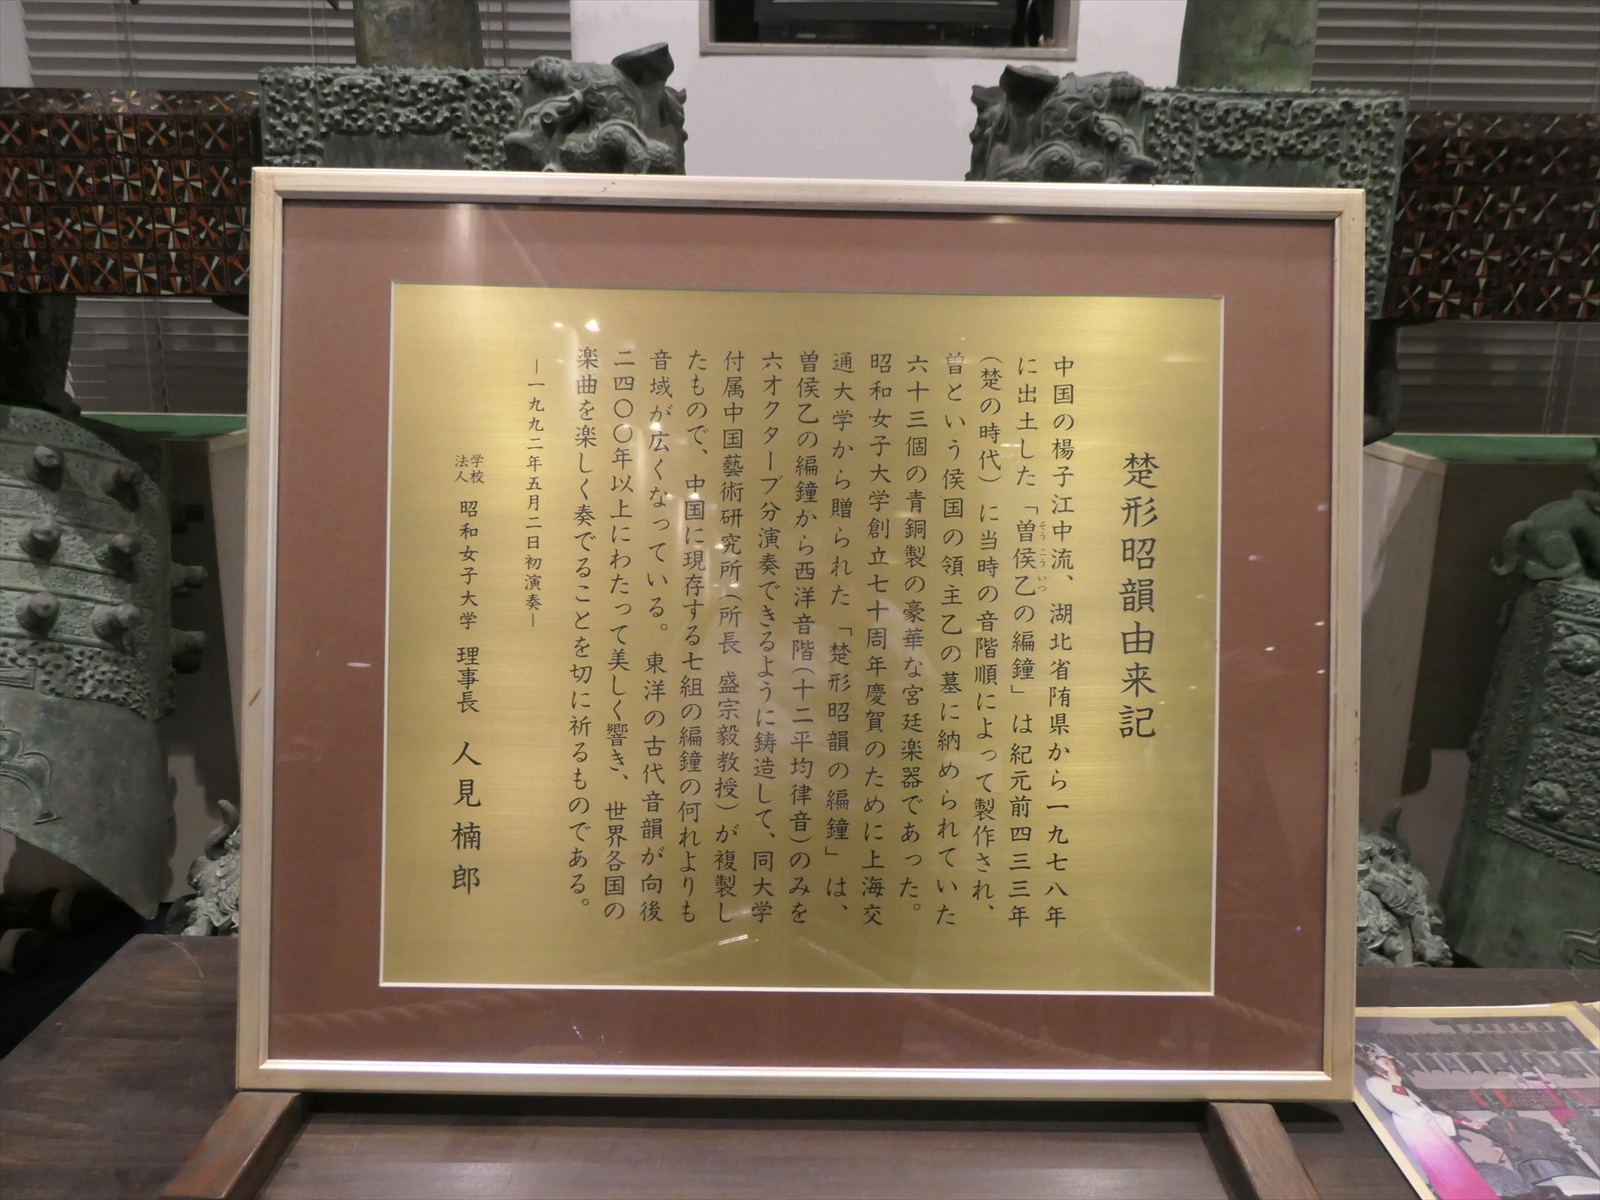 楚形昭韻由来記
中国の楊子江中流、湖北省隋県から一九七八年
に出土した「曽侯乙の編鐘」は紀元前四三三年
そうこういつ
（楚の時代）に当時の音階順によって製作され、
曽という侯国の領主乙の墓に納められていた
六十三個の青銅製の豪華な宮廷楽器であった。
昭和女子大学創立七十周年慶賀のために上海交
通大学から贈られた「楚形昭韻の編鐘」は、
曽侯乙の編鐘から西洋音階（十二平均律音）のみを
六オクターブ分演奏できるように鋳造して、同大学
付属中国藝術研究所（所長 盛宗毅教授）が複製し
たもので、中国に現存する七組の編鐘の何れよりも
音域が広くなっている。東洋の古代音韻が向後
二四〇〇年以上にわたって美しく響き、世界各国の
楽曲を楽しく奏でることを切に祈るものである。
―一九九二年五月二日初演奏―
学校法人 昭和女子大学 理事長 人見楠郎